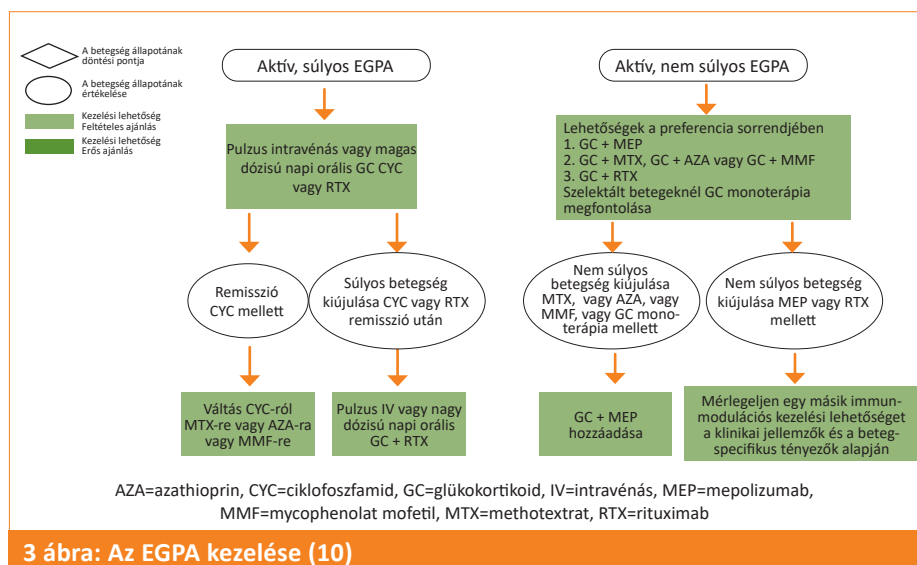 A betegség állapotának
döntési pontja
A betegség állapotának
értékelése
Kezelési lehetőség
Feltételes ajánlás
Kezelési lehetőség
Erős ajánlás
Aktív, súlyos EGPA
Pulzus intravénás vagy magas
dózisú napi orális GC CYC
vagy RTX
Remisszió
CYC mellett
Súlyos betegség
kiújulása CYC vagy RTX
remisszió után
Váltás CYC-ról
MTX-re vagy AZA-ra
vagy MMF-re
Pulzus IV vagy nagy
dózisú napi orális
GC + RTX
Aktív, nem súlyos EGPA
Lehetőségek a preferencia sorrendjében
1. GC + MEP
2. GC + MTX, GC + AZA vagy GC + MMF
3. GC + RTX
Szelektált betegeknél GC monoterápia
megfontolása
Nem súlyos
betegség kiújulása
MTX, vagy AZA, vagy
MMF, vagy GC mono-
terápia mellett
Nem súlyos betegség
kiújulása MEP vagy RTX
mellett
GC + MEP
hozzáadása
Mérlegeljen egy másik immun-
modulációs kezelési lehetőséget
a klinikai jellemzők és a beteg-
specifikus tényezők alapján
AZA=azathioprin, CYC=ciklofoszfamid, GC=glükokortikoid, IV=intravénás, MEP=mepolizumab,
MMF=mycophenolat mofetil, MTX=methotextrat, RTX=rituximab
3 ábra: Az EGPA kezelése (10)